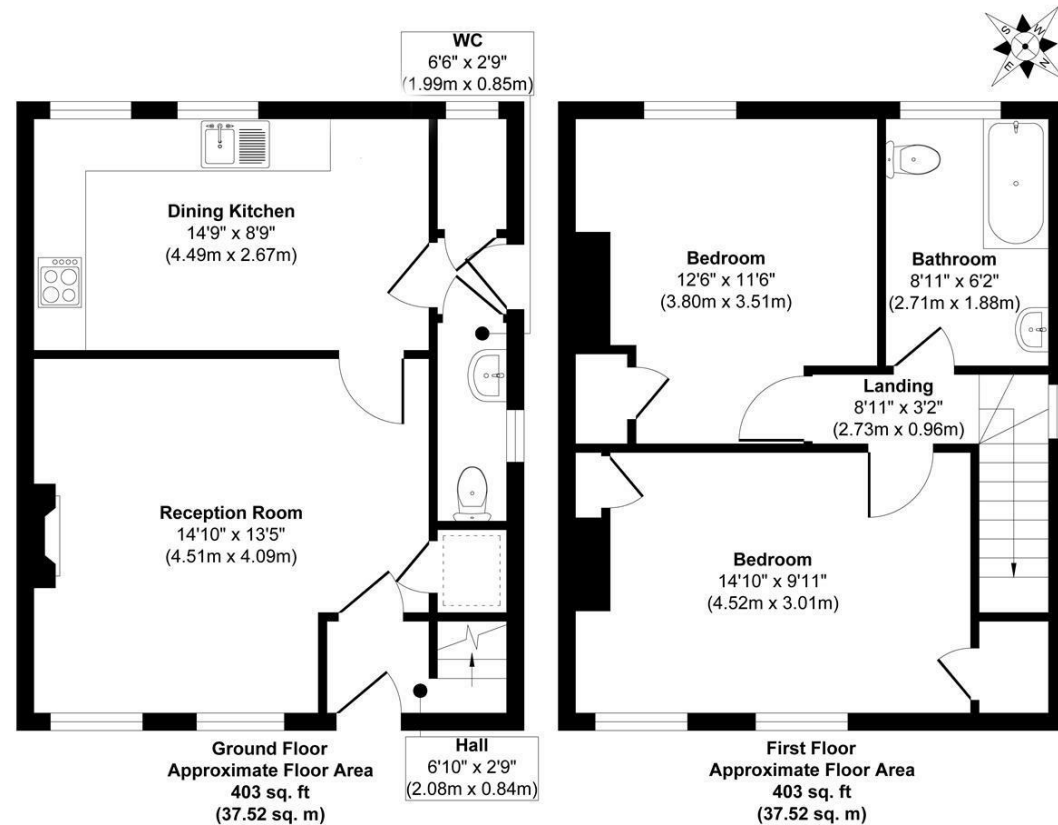 WC
6'6" x 2'9"
(1.99m x 0.85m)
S
W
E
N
Dining Kitchen
14'9" x 8'9"
(4.49m x 2.67m)
Bedroom
12'6" x 11'6"
(3.80m x 3.51m)
Bathroom
8'11" x 6'2"
(2.71m x 1.88m)
Landing
8'11" x 3'2"
(2.73m x 0.96m)
Reception Room
14'10" x 13'5"
(4.51m x 4.09m)
Bedroom
14'10" x 9'11"
(4.52m x 3.01m)
Ground Floor
Approximate Floor Area
403 sq. ft
(37.52 sq. m)
Hall
6'10" x 2'9"
(2.08m x 0.84m)
First Floor
Approximate Floor Area
403 sq. ft
(37.52 sq. m)